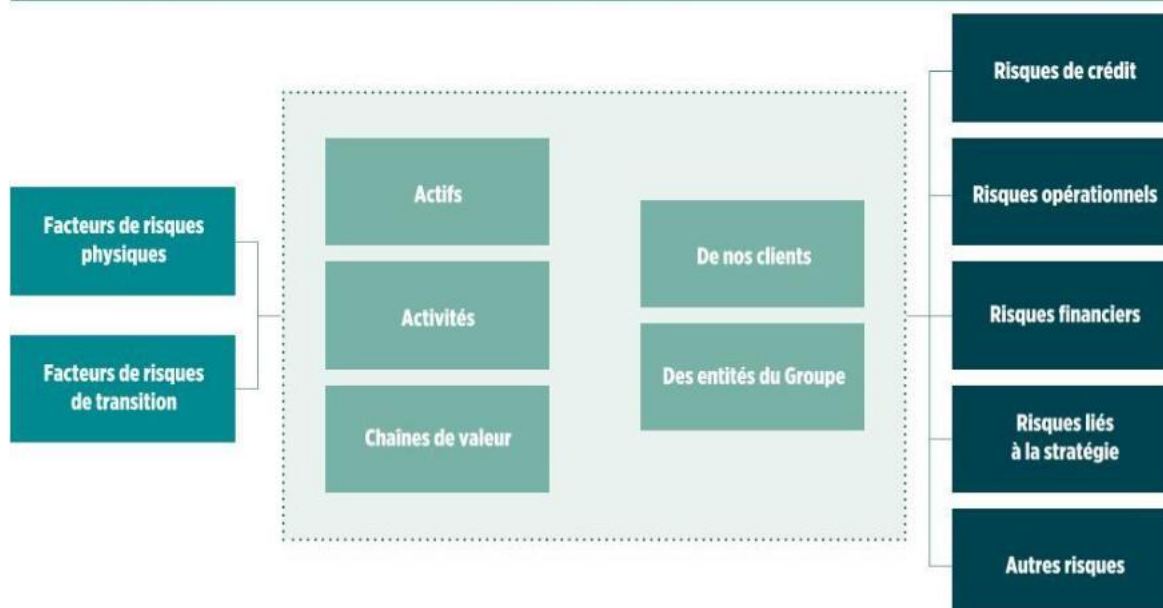 Facteurs de risques
physiques
Facteurs de risques
de transition
Actifs
Activités
Chaînes de valeur
De nos clients
Des entités du Groupe
Risques de crédit
Risques opérationnels
Risques financiers
Risques liés
à la stratégie
Autres risques